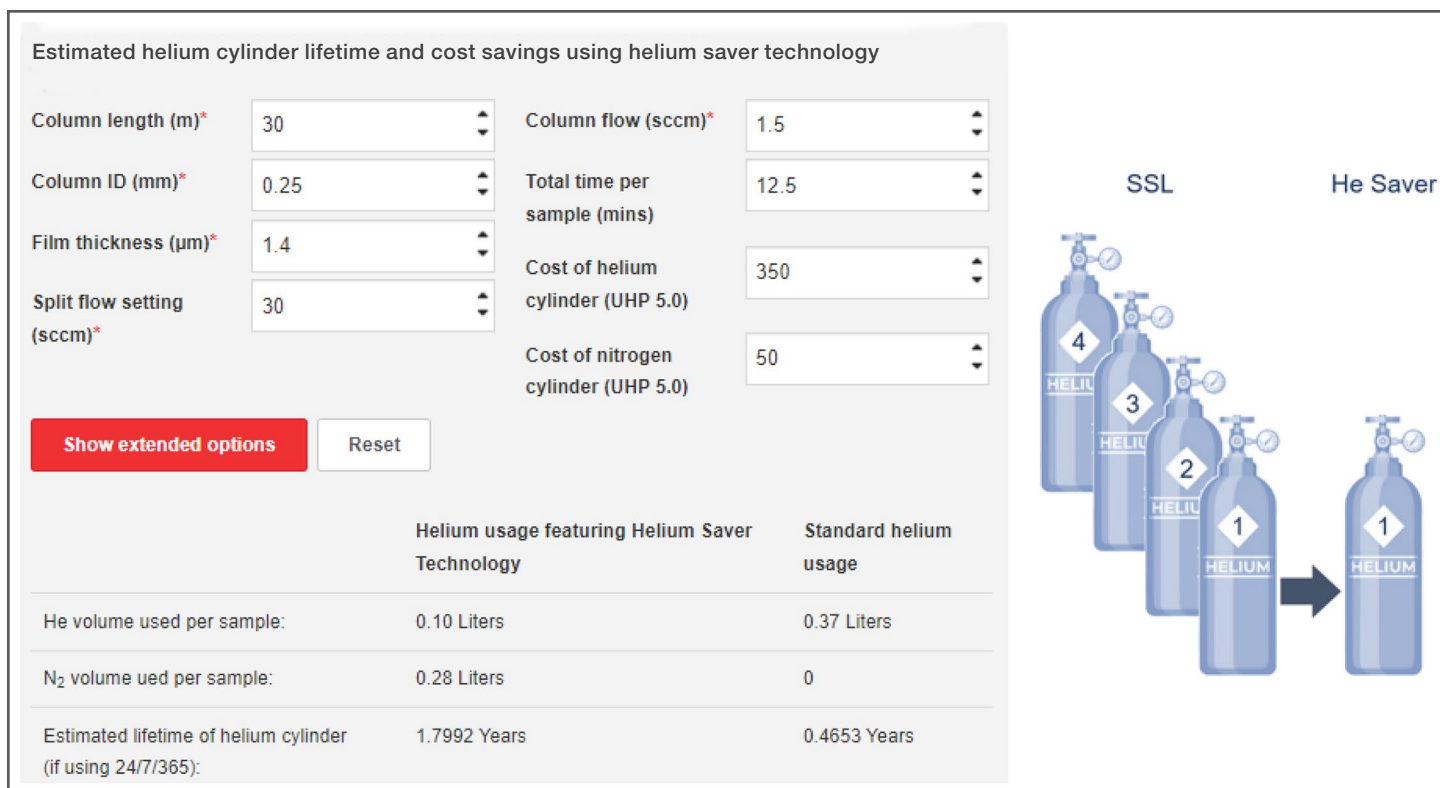 Estimated helium cylinder lifetime and cost savings using helium saver technology
Column length (m)*
30
Column ID (mm)*
0.25
Film thickness (µm)*
1.4
Split flow setting
(sccm)*
30
Column flow (sccm)*
1.5
Total time per
sample (mins)
12.5
Cost of helium
cylinder (UHP 5.0)
350
Cost of nitrogen
cylinder (UHP 5.0)
50
Show extended options
Reset
Helium usage featuring Helium Saver
Technology
Standard helium
usage
He volume used per sample:
0.10 Liters
0.37 Liters
N₂ volume ued per sample:
0.28 Liters
0
Estimated lifetime of helium cylinder
(if using 24/7/365):
1.7992 Years
0.4653 Years
SSL
He Saver
4
HELIU
3
HELIU
2
HELIU
1
HELIUM
1
HELIUM